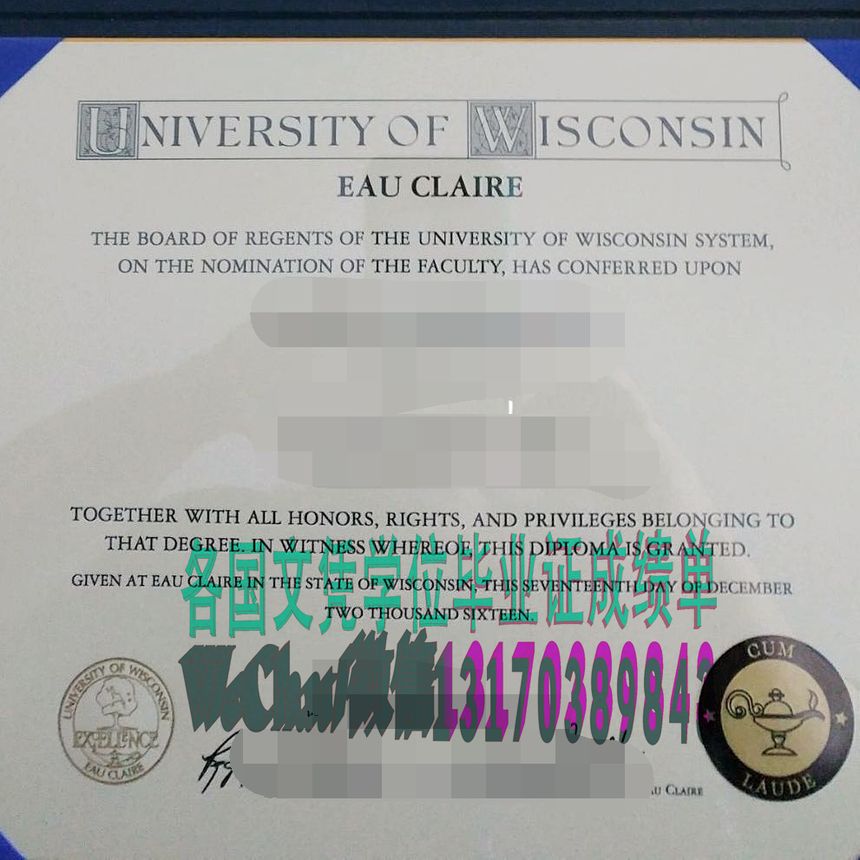 UNIVERSITY OF WISCONSIN
EAU CLAIRE
THE BOARD OF REGENTS OF THE UNIVERSITY OF WISCONSIN SYSTEM,
ON THE NOMINATION OF THE FACULTY, HAS CONFERRED UPON
TOGETHER WITH ALL HONORS, RIGHTS, AND PRIVILEGES BELONGING TO
THAT DEGREE. IN WITNESS WHEREOF, THIS DIPLOMA IS GRANTED.
GIVEN AT EAU CLAIRE IN THE STATE OF WISCONSIN, THIS SEVENTEENTH DAY OF DECEMBER
各国文凭学位毕业证成绩单
TWO THOUSAND SIXTEEN.
WeChat/微信13170389842
UNIVERSITY OF WISCONSIN
EXCELLENCE
EAU CLAIRE
CUM
LAUDE
CLAIRE